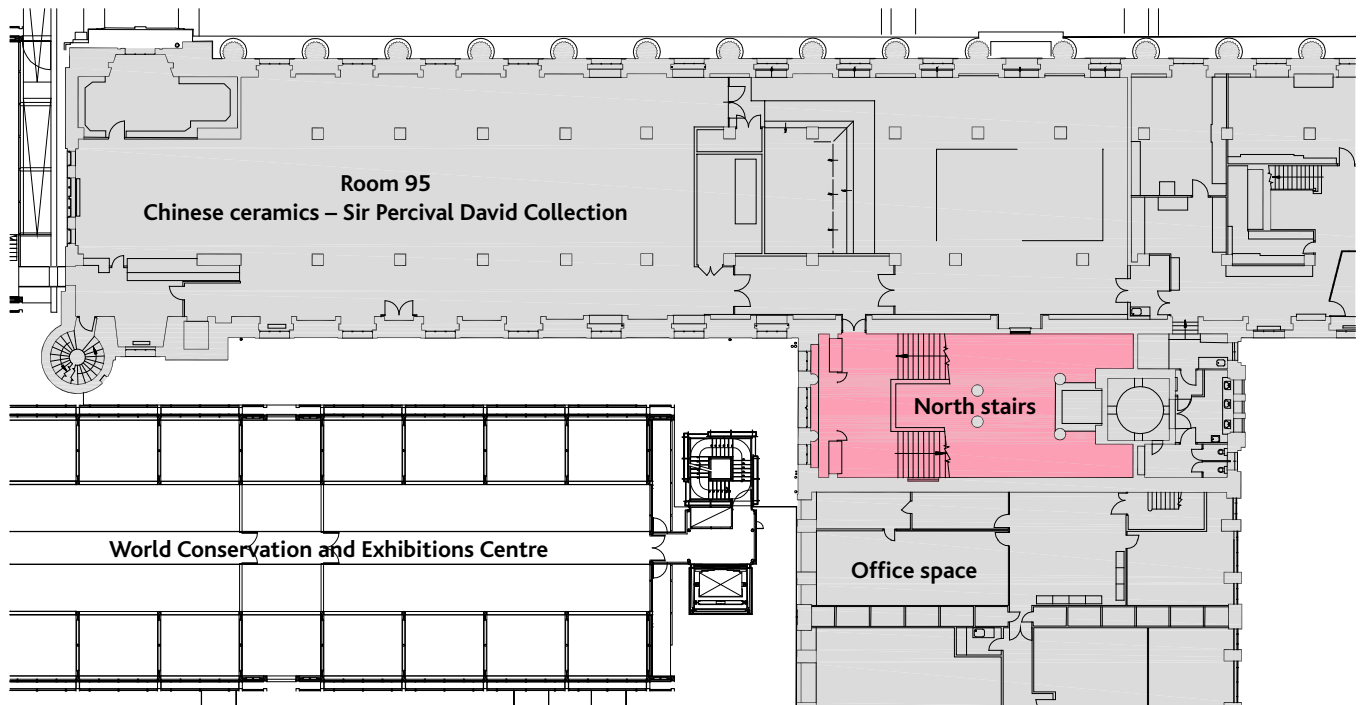 Room 95
Chinese ceramics – Sir Percival David Collection
North stairs
World Conservation and Exhibitions Centre
Office space